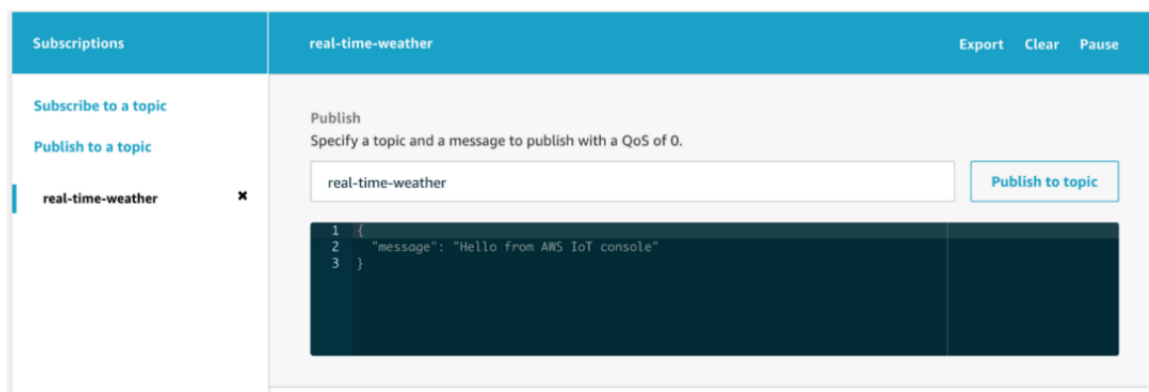 Subscriptions
real-time-weather
Export Clear Pause
Subscribe to a topic
Publish to a topic
real-time-weather ✖
Publish
Specify a topic and a message to publish with a QoS of 0.
real-time-weather
Publish to topic
1 {
2 "message": "Hello from AWS IoT console"
3 }